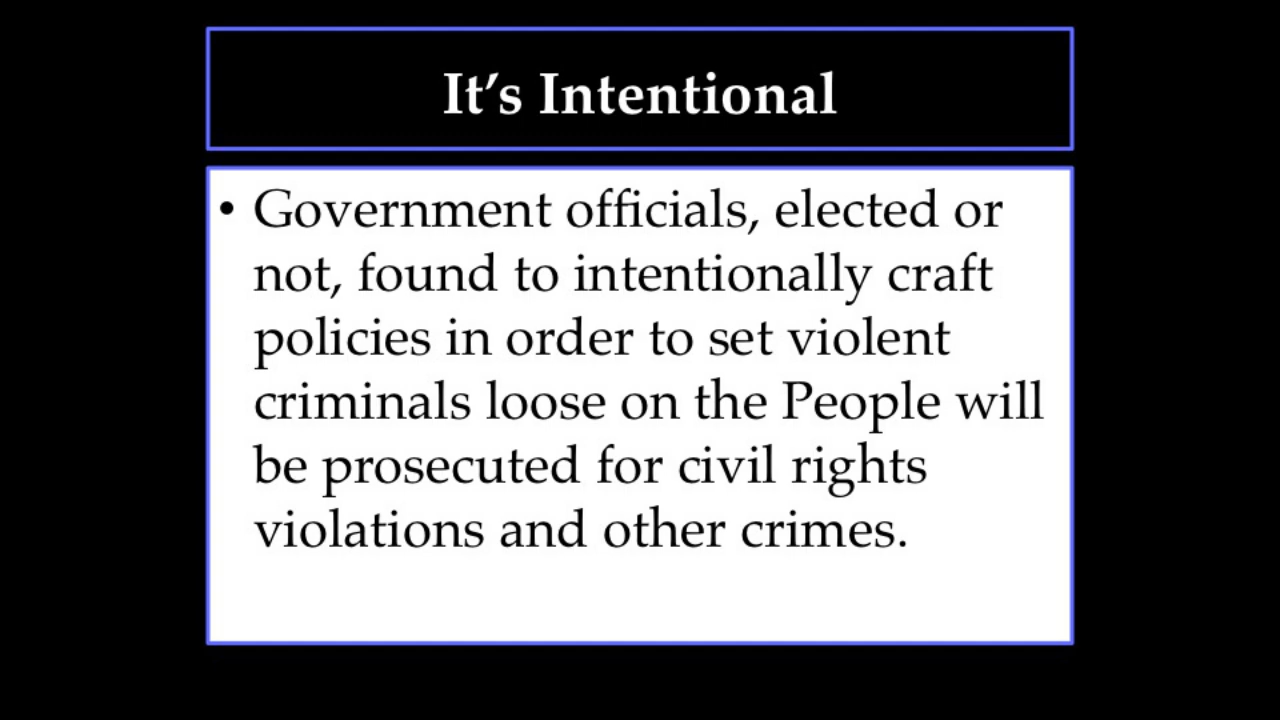 It’s Intentional
• Government officials, elected or
not, found to intentionally craft
policies in order to set violent
criminals loose on the People will
be prosecuted for civil rights
violations and other crimes.